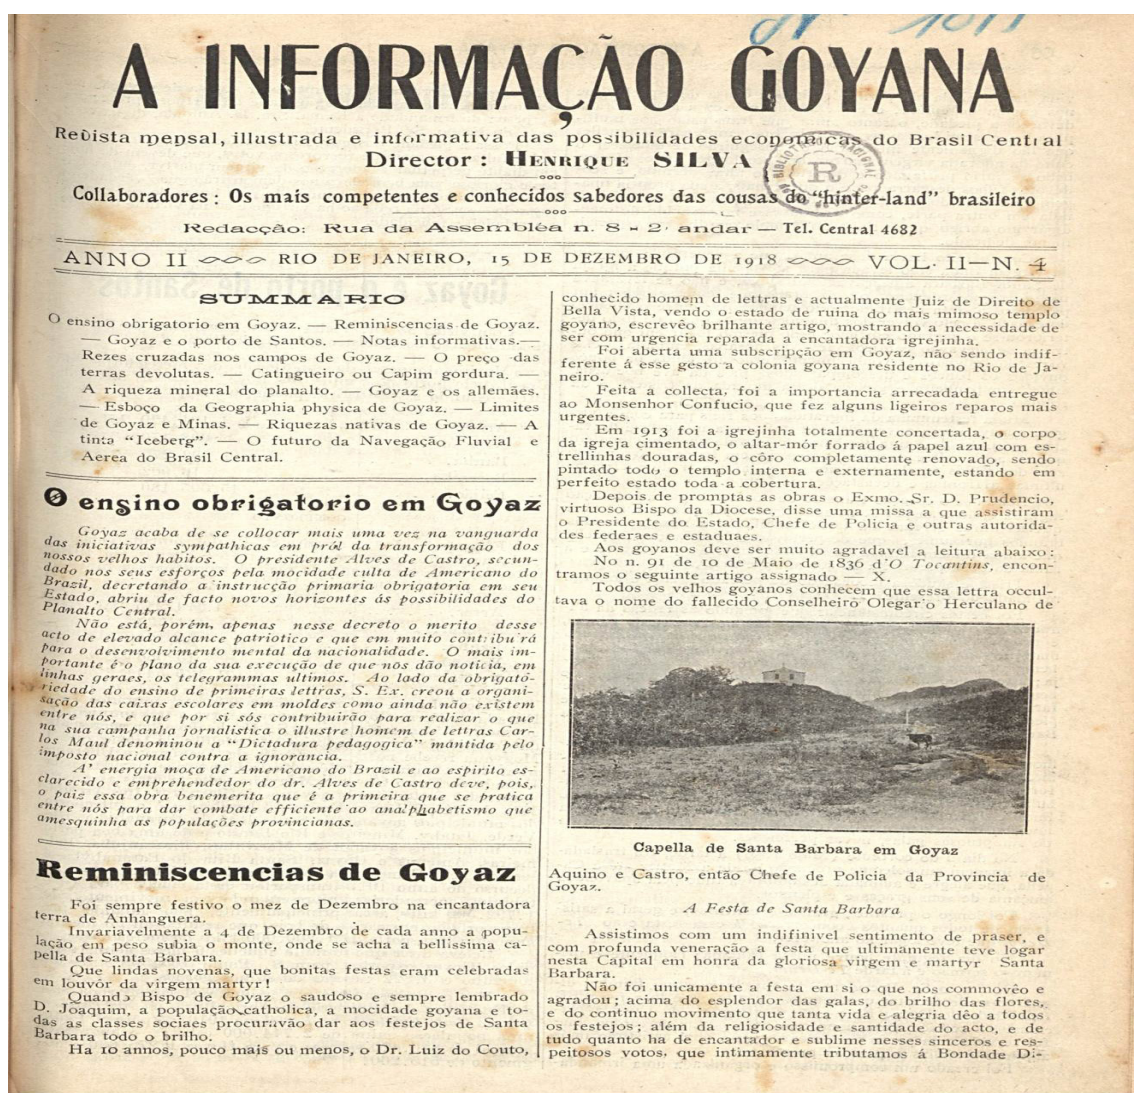 A INFORMAÇÃO GOYANA
Revista mensal, illustrada e informativa das possibilidades economicas do Brasil Central
Director : HENRIQUE SILVA
Collaboradores : Os mais competentes e conhecidos sabedores das cousas do "hinter-land" brasileiro
BIBLIOTHECA NACIONAL
R
Redacção: Rua da Assembléa n. 8 - 2· andar — Tel. Central 4682
ANNO II RIO DE JANEIRO, 15 DE DEZEMBRO DE 1918 VOL. II—N. 4
SUMMARIO
O ensino obrigatorio em Goyaz. — Reminiscencias de Goyaz.
— Goyaz e o porto de Santos. — Notas informativas.—
Rezes cruzadas nos campos de Goyaz. — O preço das
terras devolutas. — Catingueiro ou Capim gordura. —
A riqueza mineral do planalto. — Goyaz e os allemães.
— Esboço da Geographia physica de Goyaz. — Limites
de Goyaz e Minas. — Riquezas nativas de Goyaz. — A
tinta "Iceberg". — O futuro da Navegação Fluvial e
Aerea do Brasil Central.
O ensino obrigatorio em Goyaz
Goyaz acaba de se collocar mais uma vez na vanguarda
das iniciativas sympathicas em pról da transformação dos
nossos velhos habitos. O presidente Alves de Castro, secun-
dado nos seus esforços pela mocidade culta de Americano do
Brazil, decretando a instrucção primaria obrigatoria em seu
Estado, abriu de facto novos horizontes ás possibilidades do
Planalto Central.
Não está, porém, apenas nesse decreto o merito desse
acto de elevado alcance patriotico e que em muito contribuirá
para o desenvolvimento mental da nacionalidade. O mais im-
portante é o plano da sua execução de que nos dão noticia, em
linhas geraes, os telegrammas ultimos. Ao lado da obrigató-
riedade do ensino de primeiras lettras, S. Ex. creou a organi-
sação das caixas escolares em moldes como ainda não existem
entre nós, e que por si sós contribuirão para realizar o que
na sua campanha jornalistica o illustre homem de letras Car-
los Maul denominou a "Dictadura pedagogica" mantida pelo
imposto nacional contra a ignorancia.
A' energia moça de Americano do Brazil e ao espirito es-
clarecido e emprehendedor do dr. Alves de Castro deve, pois,
o paiz essa obra benemerita que é a primeira que se pratica
entre nós para dar combate efficiente ao analphabetismo que
amesquinha as populações provincianas.
Reminiscencias de Goyaz
Foi sempre festivo o mez de Dezembro na encantadora
terra de Anhanguera.
Invariavelmente a 4 de Dezembro de cada anno a popu-
lação em peso subia o monte, onde se acha a bellissima ca-
pella de Santa Barbara.
Que lindas novenas, que bonitas festas eram celebradas
em louvôr da virgem martyr !
Quando Bispo de Goyaz o saudoso e sempre lembrado
D. Joaquim, a população catholica, a mocidade goyana e to-
das as classes sociaes procuravão dar aos festejos de Santa
Barbara todo o brilho.
Ha 10 annos, pouco mais ou menos, o Dr. Luiz do Couto,
conhecido homem de lettras e actualmente Juiz de Direito de
Bella Vista, vendo o estado de ruina do mais mimoso templo
goyano, escrevêo brilhante artigo, mostrando a necessidade de
ser com urgencia reparada a encantadora igrejinha.
Foi aberta uma subscripção em Goyaz, não sendo indif-
ferente á esse gesto a colonia goyana residente no Rio de Ja-
neiro.
Feita a collecta, foi a importancia arrecadada entregue
ao Monsenhor Confucio, que fez alguns ligeiros reparos mais
urgentes.
Em 1913 foi a igrejinha totalmente concertada, o corpo
da igreja cimentado, o altar-mór forrado á papel azul com es-
trellinhas douradas, o côro completamente renovado, sendo
pintado todo o templo interna e externamente, estando em
perfeito estado toda a cobertura.
Depois de promptas as obras o Exmo. Sr. D. Prudencio,
virtuoso Bispo da Diocese, disse uma missa a que assistiram
o Presidente do Estado, Chefe de Policia e outras autorida-
des federaes e estaduaes.
Aos goyanos deve ser muito agradavel a leitura abaixo :
No n. 91 de 10 de Maio de 1836 d'O Tocantins, encon-
tramos o seguinte artigo assignado — X.
Todos os velhos goyanos conhecem que essa lettra occul-
tava o nome do fallecido Conselheiro Olegario Herculano de
Capella de Santa Barbara em Goyaz
Aquino e Castro, então Chefe de Policia da Provincia de
Goyaz.
A Festa de Santa Barbara
Assistimos com um indifinivel sentimento de praser, e
com profunda veneração a festa que ultimamente teve logar
nesta Capital em honra da gloriosa virgem e martyr Santa
Barbara.
Não foi unicamente a festa em si o que nos commovêo e
agradou ; acima do esplendor das galas, do brilho das flores,
e do continuo movimento que tanta vida e alegria dêo a todos
os festejos ; além da religiosidade e santidade do acto, e de
tudo quanto ha de encantador e sublime nesses sinceros e res-
peitosos votos, que intimamente tributamos á Bondade Di-